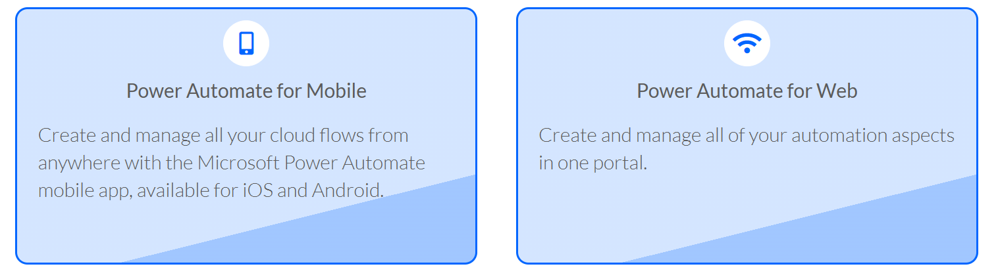 Power Automate for Mobile
Create and manage all your cloud flows from
anywhere with the Microsoft Power Automate
mobile app, available for iOS and Android.
Power Automate for Web
Create and manage all of your automation aspects
in one portal.